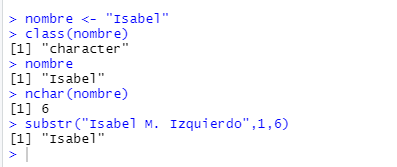 > nombre <- "Isabel"
> class(nombre)
[1] "character"
> nombre
[1] "Isabel"
> nchar(nombre)
[1] 6
> substr("Isabel M. Izquierdo",1,6)
[1] "Isabel"
>